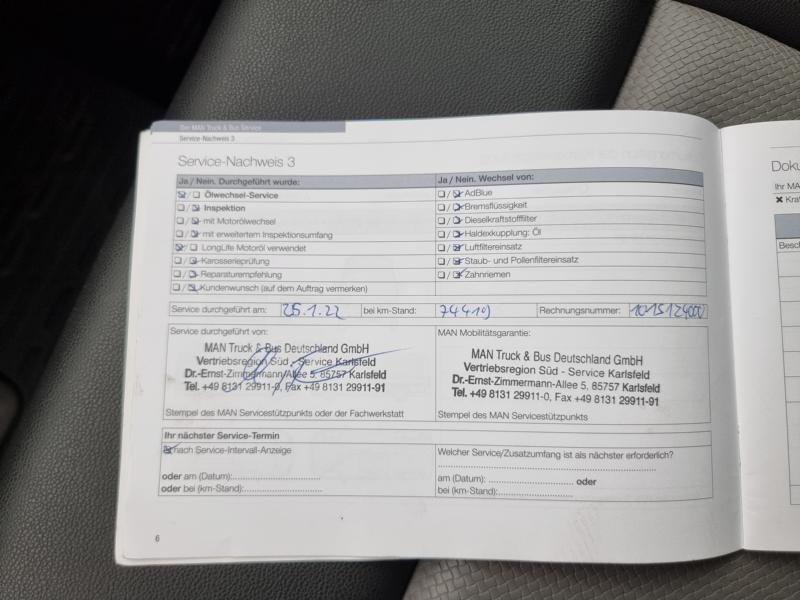 Der MAN Truck & Bus Service
Service-Nachweis 3
Service-Nachweis 3
Ja / Nein. Durchgeführt wurde:
Ölwechsel-Service
Inspektion
mit Motorölwechsel
mit erweitertem Inspektionsumfang
LongLife Motoröl verwendet
Karosserieprüfung
Reparaturempfehlung
Kundenwunsch (auf dem Auftrag vermerken)
Ja / Nein. Wechsel von:
AdBlue
Bremsflüssigkeit
Dieselkraftstofffilter
Haldexkupplung: Öl
Luftfiltereinsatz
Staub- und Pollenfiltereinsatz
Zahnriemen
Service durchgeführt am: 25.1.22 bei km-Stand: Rechnungsnummer:
Service durchgeführt von:
MAN Truck & Bus Deutschland GmbH
Vertriebsregion Süd - Service Karlsfeld
Dr.-Ernst-Zimmermann-Allee 5, 85757 Karlsfeld
Tel. +49 8131 29911-0, Fax +49 8131 29911-91
Stempel des MAN Servicestützpunkts oder der Fachwerkstatt
MAN Mobilitätsgarantie:
MAN Truck & Bus Deutschland GmbH
Vertriebsregion Süd - Service Karlsfeld
Dr.-Ernst-Zimmermann-Allee 5, 85757 Karlsfeld
Tel. +49 8131 29911-0, Fax +49 8131 29911-91
Stempel des MAN Servicestützpunkts
Ihr nächster Service-Termin
nach Service-Intervall-Anzeige
oder am (Datum):
oder bei (km-Stand):
Welcher Service/Zusatzumfang ist als nächster erforderlich?
am (Datum): oder
bei (km-Stand):
6
Ihr MA